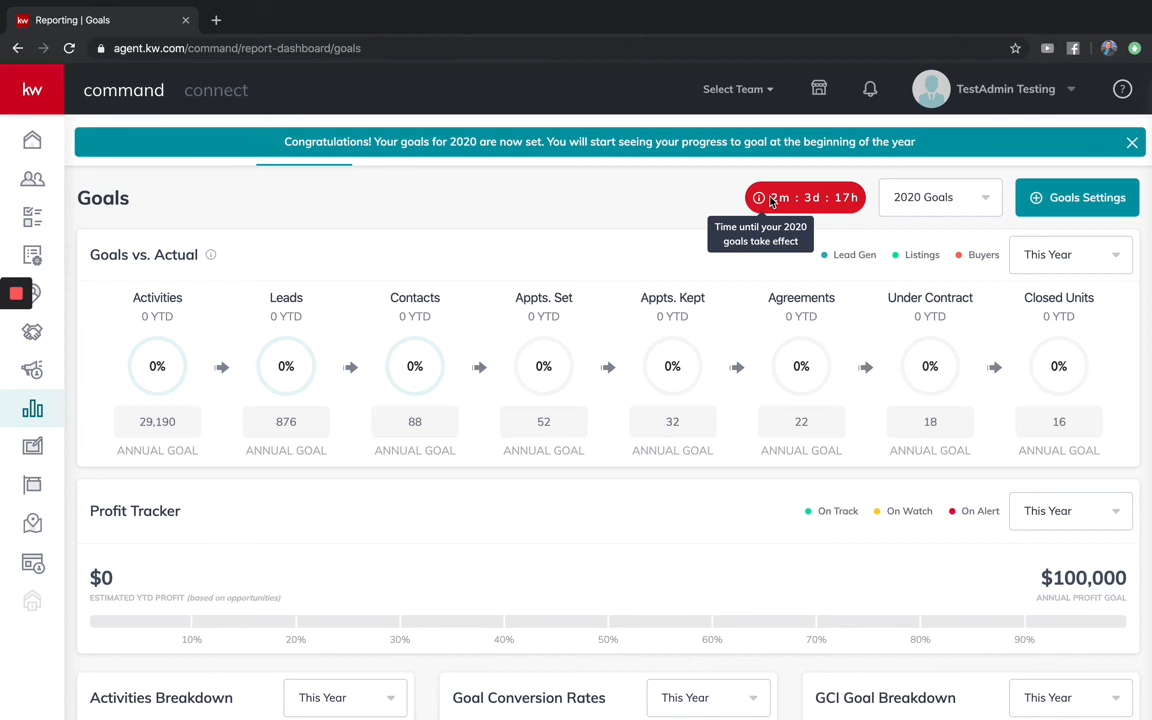 kw Reporting | Goals
agent.kw.com/command/report-dashboard/goals
kw command connect Select Team TestAdmin Testing
Congratulations! Your goals for 2020 are now set. You will start seeing your progress to goal at the beginning of the year
Goals
m : 3d : 17h
2020 Goals
Goals Settings
Time until your 2020
goals take effect
Goals vs. Actual
Lead Gen Listings Buyers
This Year
Activities Leads Contacts Appts. Set Appts. Kept Agreements Under Contract Closed Units
0 YTD 0 YTD 0 YTD 0 YTD 0 YTD 0 YTD 0 YTD 0 YTD
0% 0% 0% 0% 0% 0% 0% 0%
29,190 876 88 52 32 22 18 16
ANNUAL GOAL ANNUAL GOAL ANNUAL GOAL ANNUAL GOAL ANNUAL GOAL ANNUAL GOAL ANNUAL GOAL ANNUAL GOAL
Profit Tracker
On Track On Watch On Alert
This Year
$0 $100,000
ESTIMATED YTD PROFIT (based on opportunities) ANNUAL PROFIT GOAL
10% 20% 30% 40% 50% 60% 70% 80% 90%
Activities Breakdown This Year
Goal Conversion Rates This Year
GCI Goal Breakdown This Year